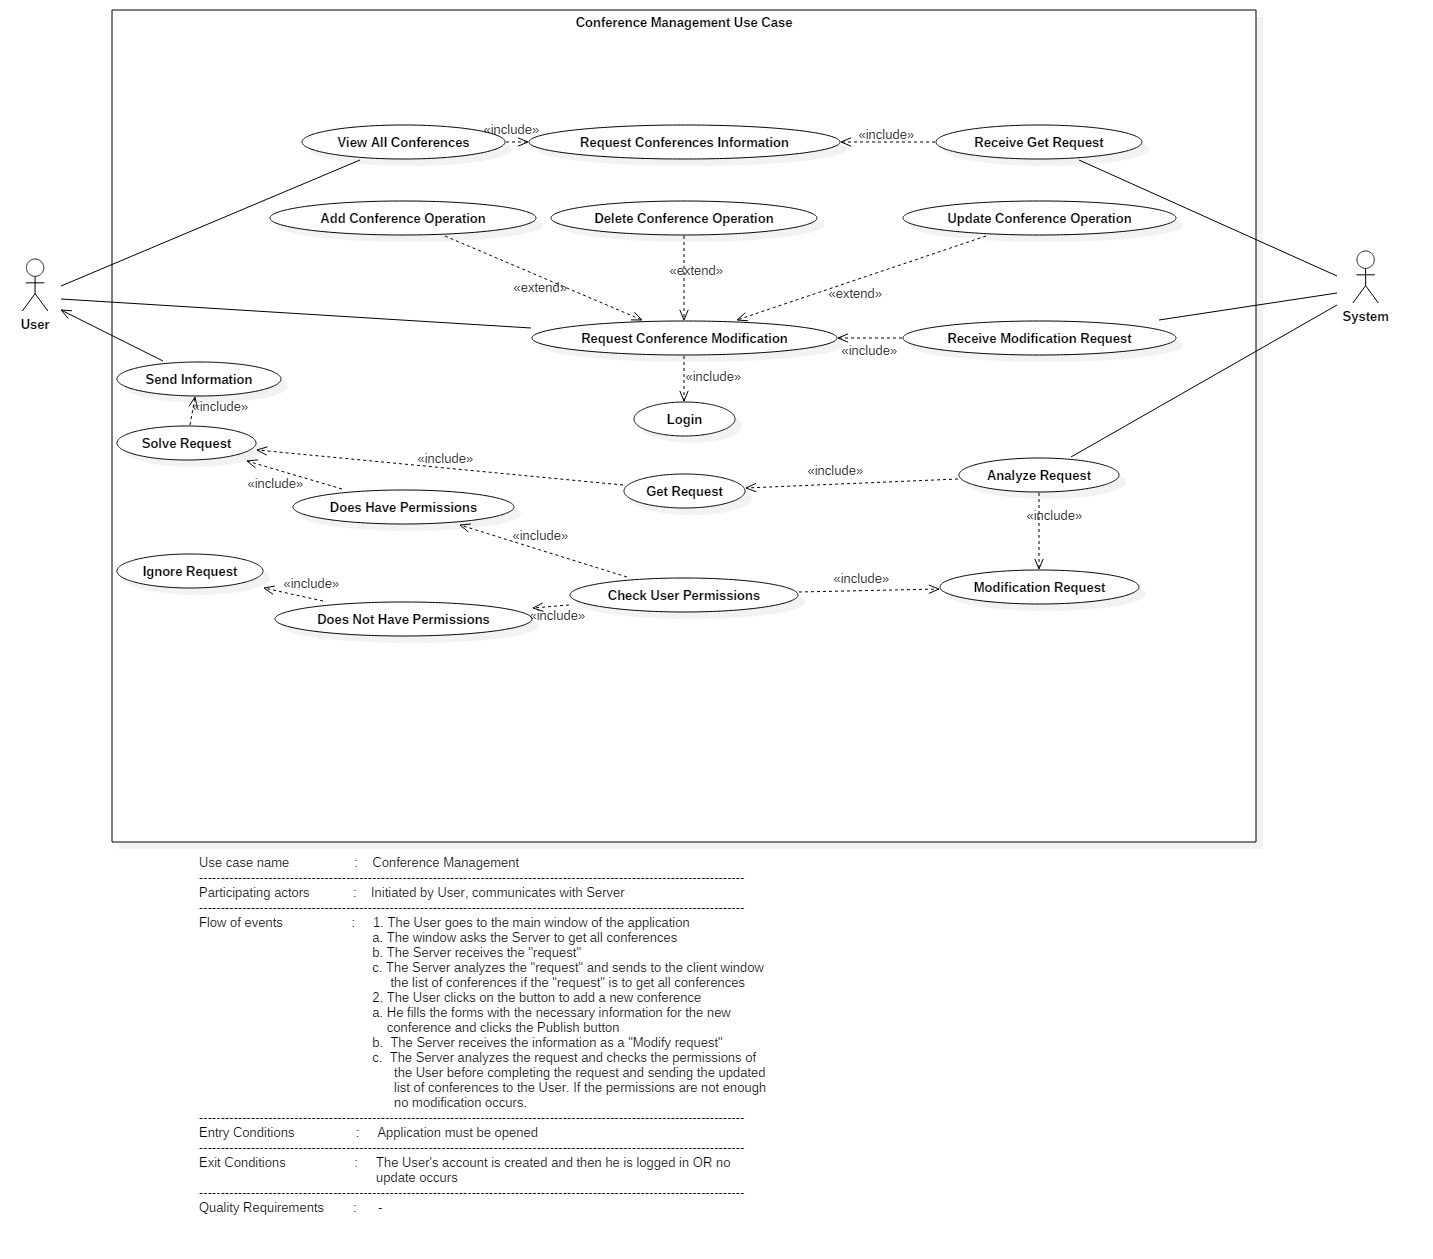 Conference Management Use Case
«include»
View All Conferences
Request Conferences Information
«include»
Receive Get Request
Add Conference Operation
Delete Conference Operation
Update Conference Operation
«extend»
«extend»
«extend»
User
System
Request Conference Modification
Receive Modification Request
«include»
«include»
Send Information
«include»
Login
Solve Request
«include»
«include»
Analyze Request
«include»
Get Request
Does Have Permissions
«include»
«include»
Ignore Request
«include»
«include»
Modification Request
Check User Permissions
«include»
Does Not Have Permissions
Use case name : Conference Management
--------------------------------------------------------------------------------------------------------------------------
Participating actors : Initiated by User, communicates with Server
--------------------------------------------------------------------------------------------------------------------------
Flow of events : 1. The User goes to the main window of the application
a. The window asks the Server to get all conferences
b. The Server receives the "request"
c. The Server analyzes the "request" and sends to the client window
the list of conferences if the "request" is to get all conferences
2. The User clicks on the button to add a new conference
a. He fills the forms with the necessary information for the new
conference and clicks the Publish button
b. The Server receives the information as a "Modify request"
c. The Server analyzes the request and checks the permissions of
the User before completing the request and sending the updated
list of conferences to the User. If the permissions are not enough
no modification occurs.
--------------------------------------------------------------------------------------------------------------------------
Entry Conditions : Application must be opened
--------------------------------------------------------------------------------------------------------------------------
Exit Conditions : The User's account is created and then he is logged in OR no
update occurs
--------------------------------------------------------------------------------------------------------------------------
Quality Requirements : -